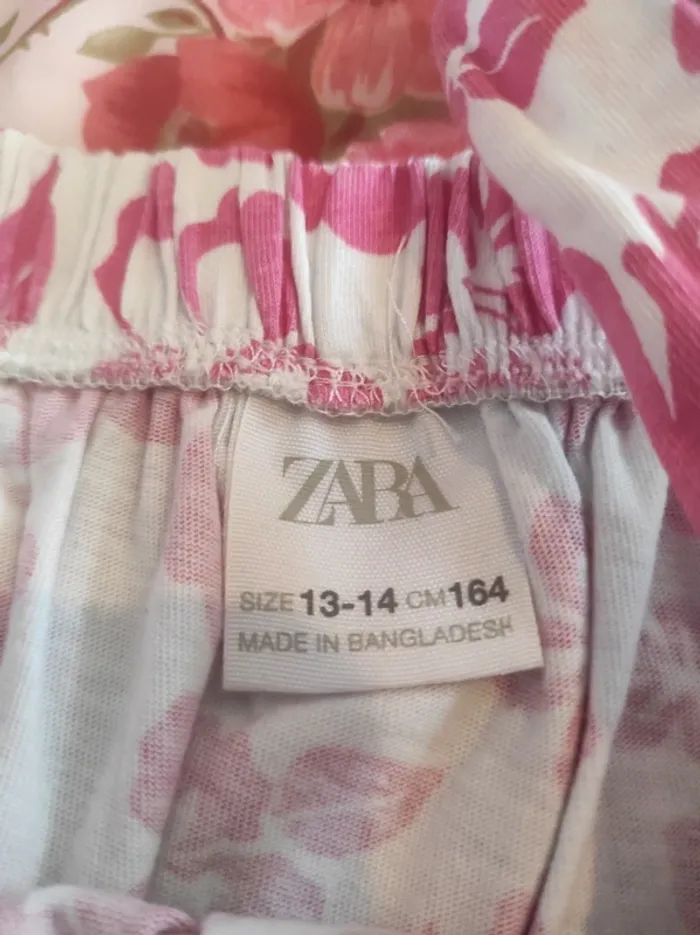 ZARA
SIZE 13-14 CM 164
MADE IN BANGLADESH